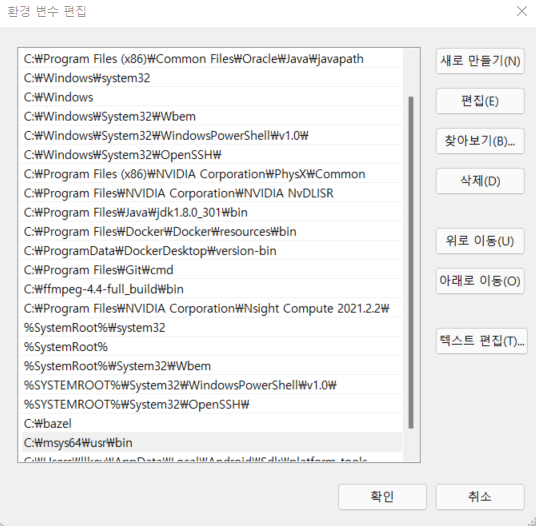 환경 변수 편집
C:₩Program Files (x86)₩Common Files₩Oracle₩Java₩javapath
C:₩Windows₩system32
C:₩Windows
C:₩Windows₩System32₩Wbem
C:₩Windows₩System32₩WindowsPowerShell₩v1.0₩
C:₩Windows₩System32₩OpenSSH₩
C:₩Program Files (x86)₩NVIDIA Corporation₩PhysX₩Common
C:₩Program Files₩NVIDIA Corporation₩NVIDIA NvDLISR
C:₩Program Files₩Java₩jdk1.8.0_301₩bin
C:₩Program Files₩Docker₩Docker₩resources₩bin
C:₩ProgramData₩DockerDesktop₩version-bin
C:₩Program Files₩Git₩cmd
C:₩ffmpeg-4.4-full_build₩bin
C:₩Program Files₩NVIDIA Corporation₩Nsight Compute 2021.2.2₩
%SystemRoot%₩system32
%SystemRoot%
%SystemRoot%₩System32₩Wbem
%SYSTEMROOT%₩System32₩WindowsPowerShell₩v1.0₩
%SYSTEMROOT%₩System32₩OpenSSH₩
C:₩bazel
C:₩msys64₩usr₩bin
새로 만들기(N)
편집(E)
찾아보기(B)...
삭제(D)
위로 이동(U)
아래로 이동(O)
텍스트 편집(T)...
확인
취소